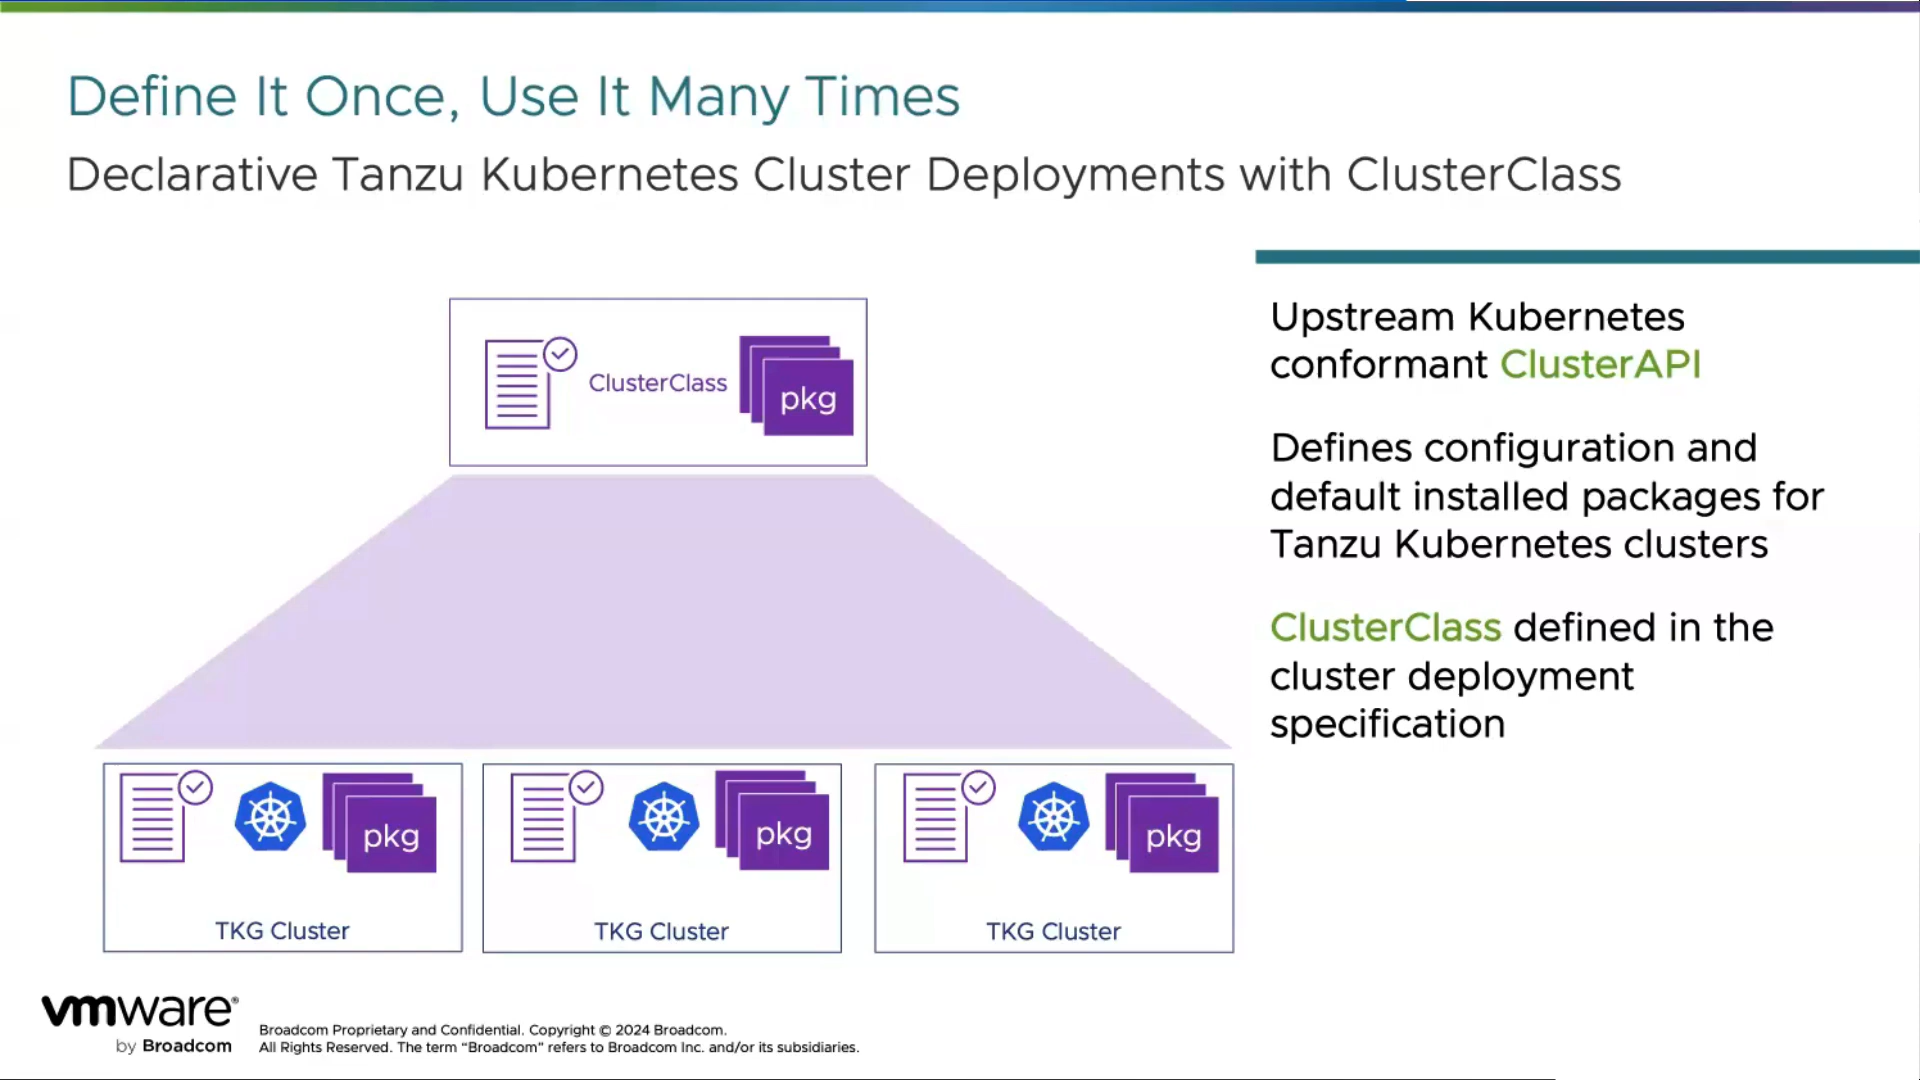 Define It Once, Use It Many Times
Declarative Tanzu Kubernetes Cluster Deployments with ClusterClass
ClusterClass
pkg
Upstream Kubernetes
conformant ClusterAPI
Defines configuration and
default installed packages for
Tanzu Kubernetes clusters
ClusterClass defined in the
cluster deployment
specification
pkg
TKG Cluster
pkg
TKG Cluster
pkg
TKG Cluster
vmware®
by Broadcom
Broadcom Proprietary and Confidential. Copyright © 2024 Broadcom.
All Rights Reserved. The term “Broadcom” refers to Broadcom Inc. and/or its subsidiaries.